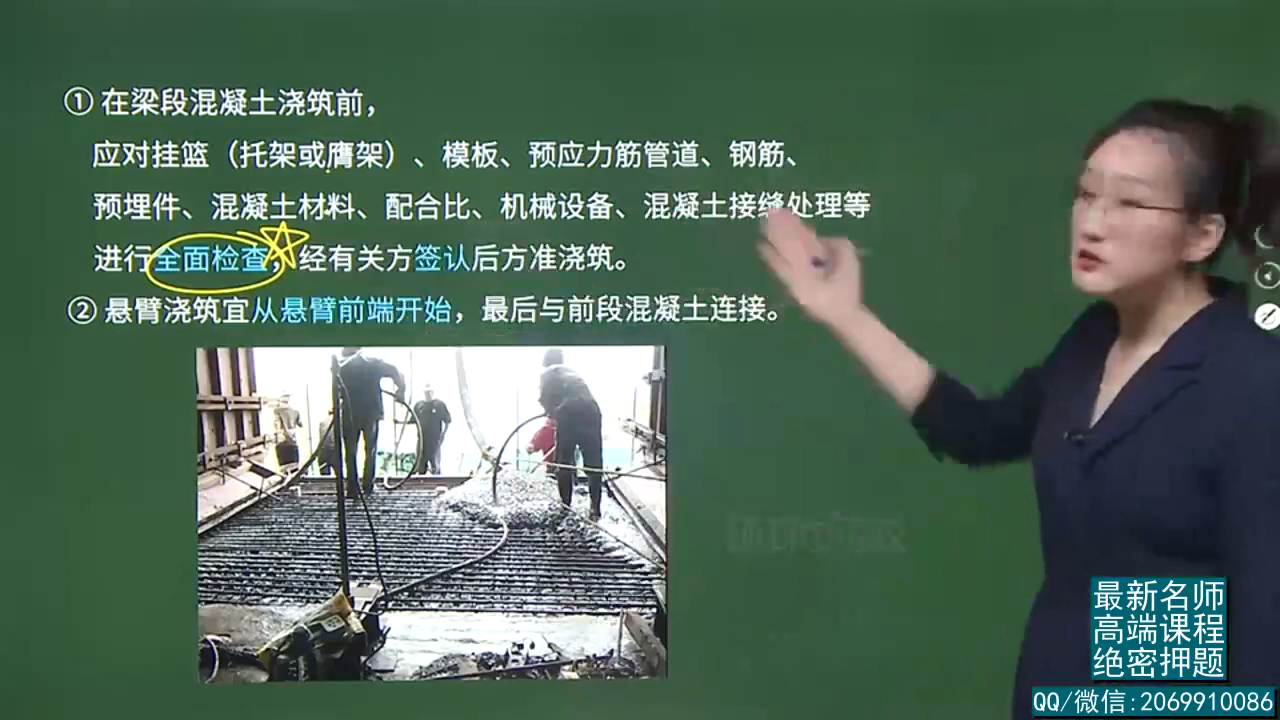 ① 在梁段混凝土浇筑前，
应对挂篮（托架或膺架）、模板、预应力筋管道、钢筋、
预埋件、混凝土材料、配合比、机械设备、混凝土接缝处理等
进行全面检查，经有关方签认后方准浇筑。
② 悬臂浇筑宜从悬臂前端开始，最后与前段混凝土连接。
最新名师
高端课程
绝密押题
QQ/微信:2069910086